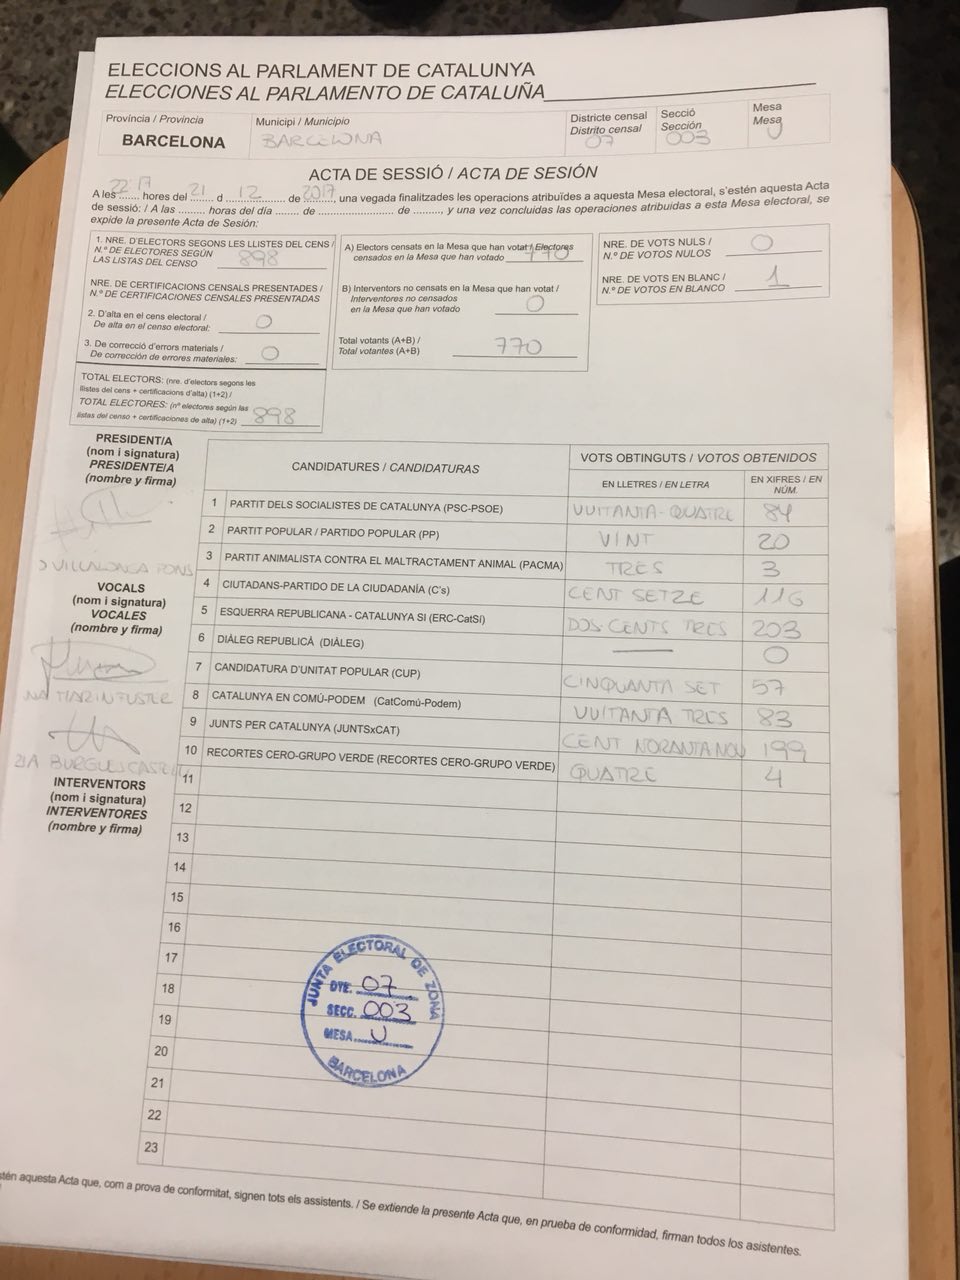 ELECCIONS AL PARLAMENT DE CATALUNYA
ELECCIONES AL PARLAMENTO DE CATALUÑA
Província / Provincia
BARCELONA
Municipi / Municipio
BARCELONA
Districte censal
Distrito censal
07
Secció
Sección
003
Mesa
Mesa
U
ACTA DE SESSIÓ / ACTA DE SESIÓN
A les 22 17 hores del 21 d 12 de 2017, una vegada finalitzades les operacions atribuïdes a aquesta Mesa electoral, s'estén aquesta Acta
de sessió: / A las ......... horas del día ....... de ........................ de ........., y una vez concluidas las operaciones atribuidas a esta Mesa electoral, se
expide la presente Acta de Sesión:
1. NRE. D'ELECTORS SEGONS LES LLISTES DEL CENS /
N.º DE ELECTORES SEGÚN
LAS LISTAS DEL CENSO
898
NRE. DE CERTIFICACIONS CENSALS PRESENTADES /
N.º DE CERTIFICACIONES CENSALES PRESENTADAS
2. D'alta en el cens electoral /
De alta en el censo electoral:
0
3. De correcció d'errors materials /
De corrección de errores materiales:
0
TOTAL ELECTORS: (nre. d'electors segons les
llistes del cens + certificacions d'alta) (1+2) /
TOTAL ELECTORES: (nº electores según las
listas del censo + certificaciones de alta) (1+2)
898
A) Electors censats en la Mesa que han votat / Electores
censados en la Mesa que han votado
770
B) Interventors no censats en la Mesa que han votat /
Interventores no censados
en la Mesa que han votado
0
Total votants (A+B) /
Total votantes (A+B)
770
NRE. DE VOTS NULS /
N.º DE VOTOS NULOS
0
NRE. DE VOTS EN BLANC /
N.º DE VOTOS EN BLANCO
1
PRESIDENT/A
(nom i signatura)
PRESIDENTE/A
(nombre y firma)
VILLALONGA PONS
VOCALS
(nom i signatura)
VOCALES
(nombre y firma)
MARIN FUSTER
BURGUES
INTERVENTORS
(nom i signatura)
INTERVENTORES
(nombre y firma)
CANDIDATURES / CANDIDATURAS
VOTS OBTINGUTS / VOTOS OBTENIDOS
EN LLETRES / EN LETRA
EN XIFRES / EN
NÚM.
1 PARTIT DELS SOCIALISTES DE CATALUNYA (PSC-PSOE) VUITANTA-QUATRE 84
2 PARTIT POPULAR / PARTIDO POPULAR (PP) VINT 20
3 PARTIT ANIMALISTA CONTRA EL MALTRACTAMENT ANIMAL (PACMA) TRES 3
4 CIUTADANS-PARTIDO DE LA CIUDADANÍA (C's) CENT SETZE 116
5 ESQUERRA REPUBLICANA - CATALUNYA SÍ (ERC-CatSí) DOS CENTS TRES 203
6 DIÀLEG REPUBLICÀ (DIÀLEG) 0
7 CANDIDATURA D'UNITAT POPULAR (CUP) CINQUANTA SET 57
8 CATALUNYA EN COMÚ-PODEM (CatComú-Podem) VUITANTA TRES 83
9 JUNTS PER CATALUNYA (JUNTSxCAT) CENT NORANTA NOU 199
10 RECORTES CERO-GRUPO VERDE (RECORTES CERO-GRUPO VERDE) QUATRE 4
11
12
13
14
15
16
17
18
19
20
21
22
23
JUNTA ELECTORAL DE ZONA
DTE. 07
SECC. 003
MESA U
BARCELONA
stén aquesta Acta que, com a prova de conformitat, signen tots els assistents. / Se extiende la presente Acta que, en prueba de conformidad, firman todos los asistentes.